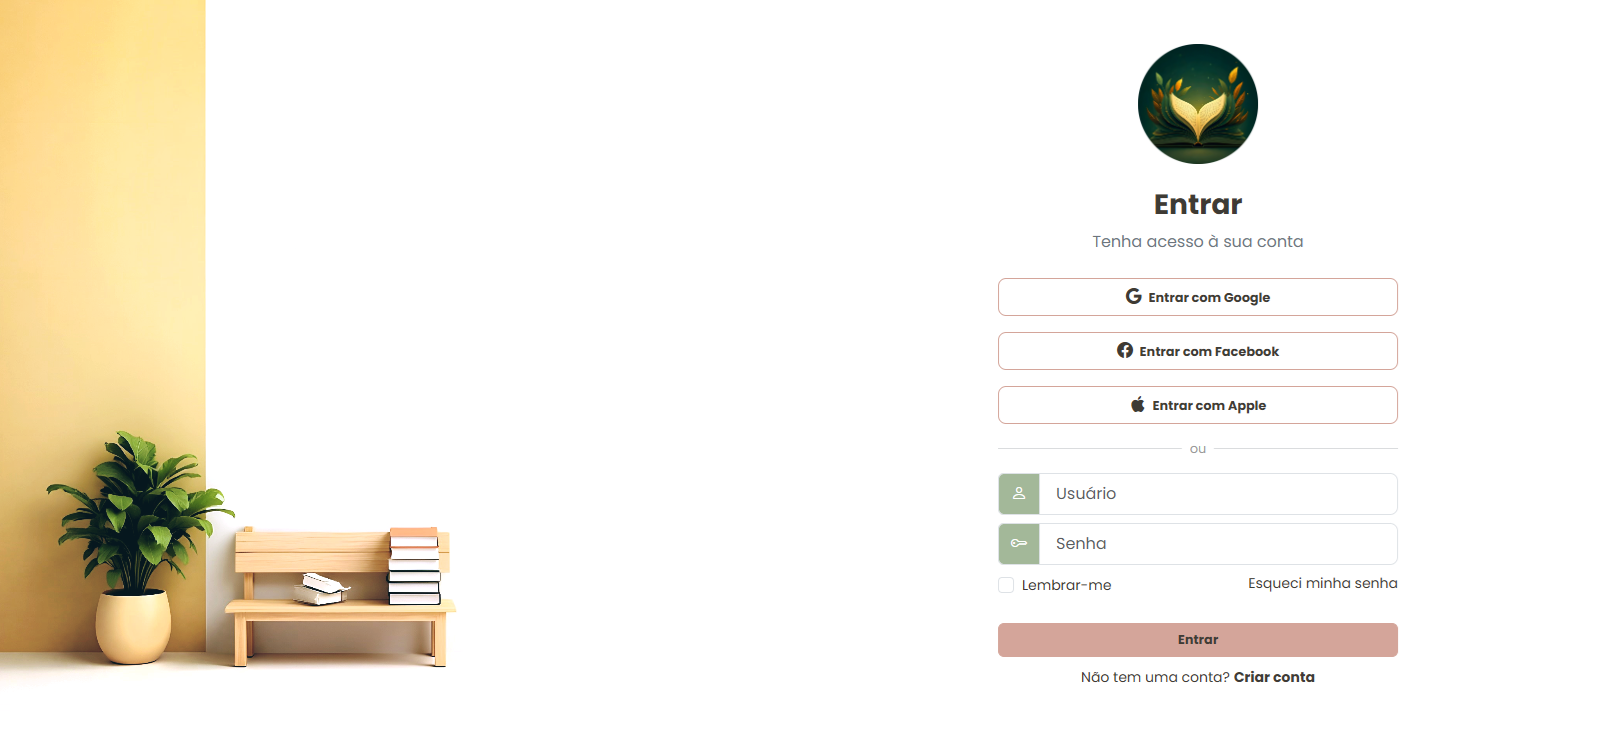 Entrar
Tenha acesso à sua conta
Entrar com Google
Entrar com Facebook
Entrar com Apple
ou
Usuário
Senha
Lembrar-me
Esqueci minha senha
Entrar
Não tem uma conta? Criar conta